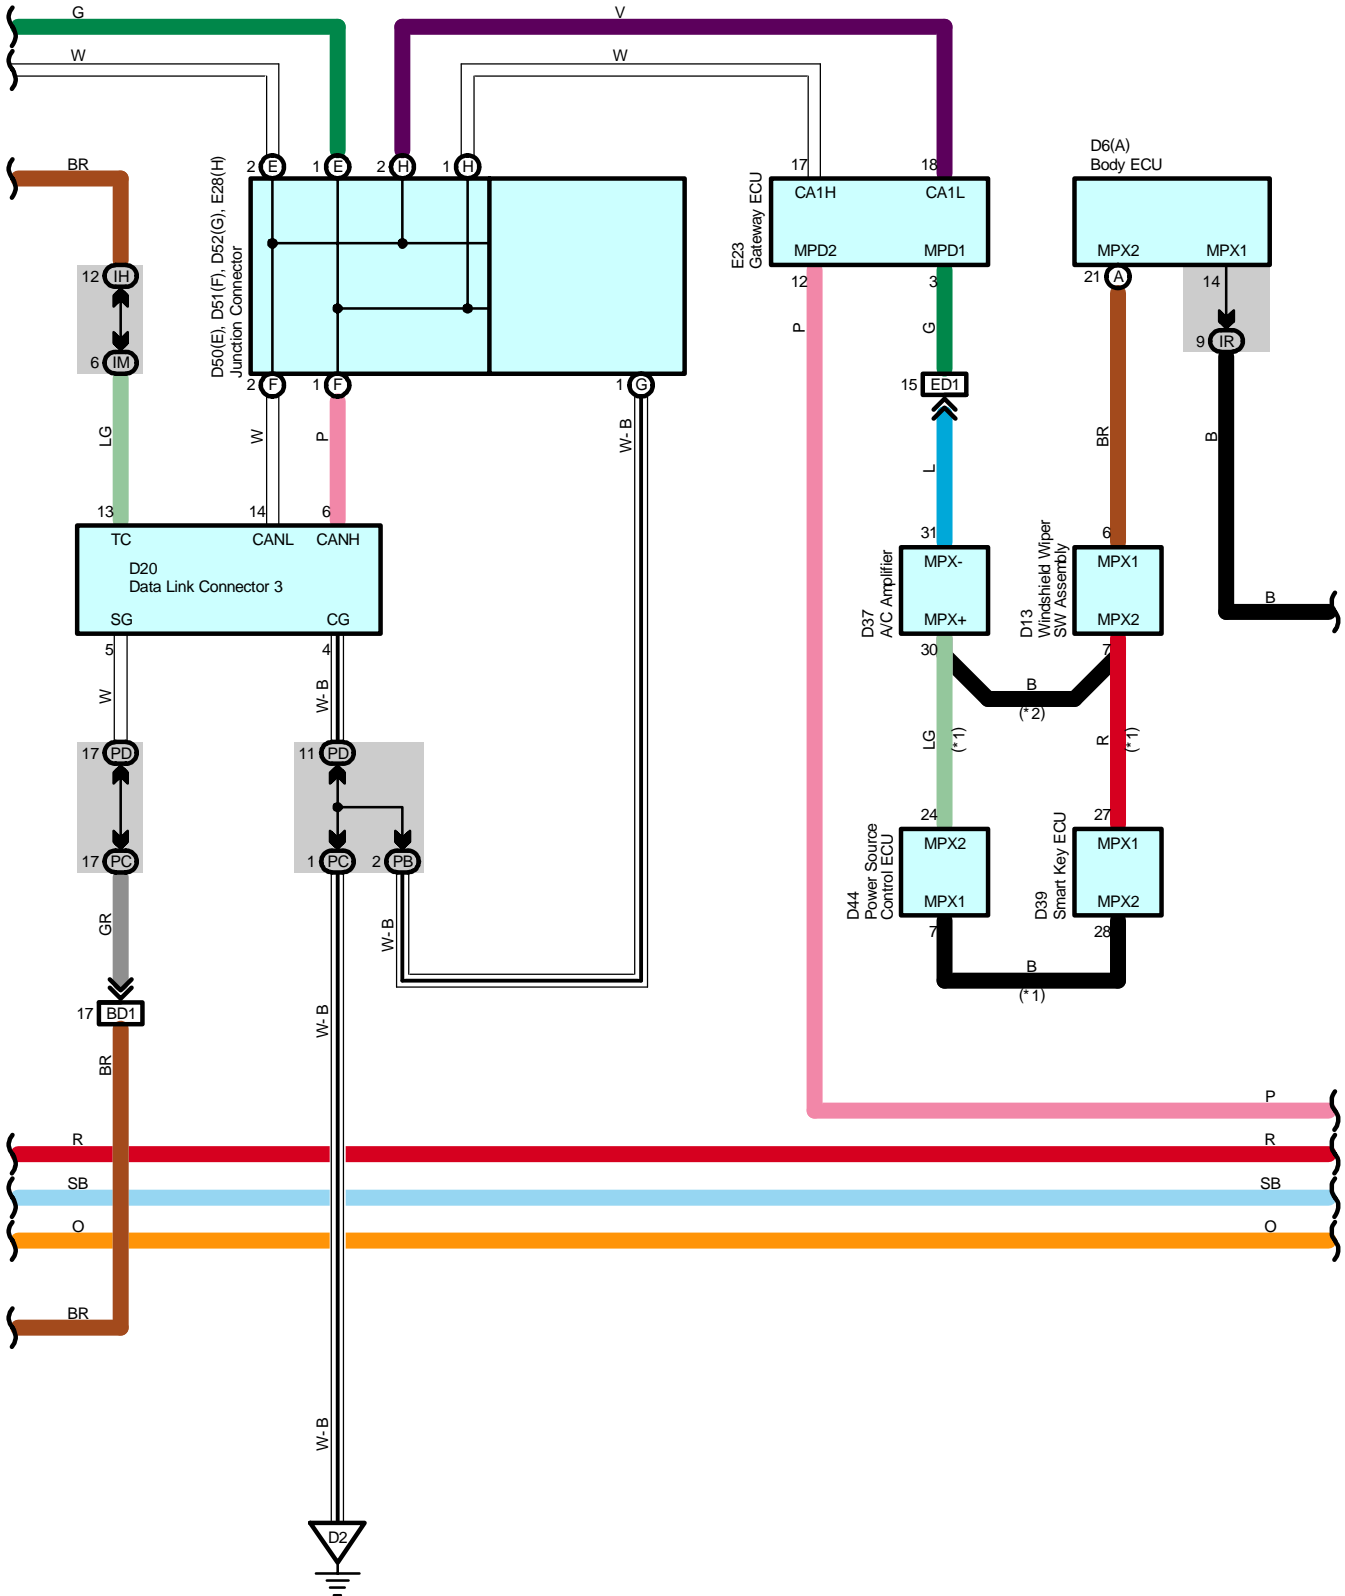 G
V
W
W
BR
D6(A)
Body ECU
2 E
1 E
2 H
1 H
17
18
D50(E), D51(F), D52(G), E28(H)
Junction Connector
E23
Gateway ECU
CA1H
CA1L
MPD2
MPD1
MPX2
MPX1
12 IH
12
3
21 A
14
P
G
9 IR
6 IM
2 F
1 F
1 G
15 ED1
LG
W
P
W-B
L
BR
B
13
14
6
31
6
TC
CANL
CANH
D20
Data Link Connector 3
SG
CG
D37
A/C Amplifier
MPX-
MPX+
D13
Windshield Wiper
SW Assembly
MPX1
MPX2
B
5
4
30
7
W
W-B
B
(*2)
LG
(*1)
R
(*1)
17 PD
11 PD
24
27
D44
Power Source
Control ECU
MPX2
MPX1
D39
Smart Key ECU
MPX1
MPX2
17 PC
1 PC
2 PB
GR
W-B
7
28
B
(*1)
17 BD1
W-B
BR
P
R
R
SB
SB
O
O
BR
W-B
D2